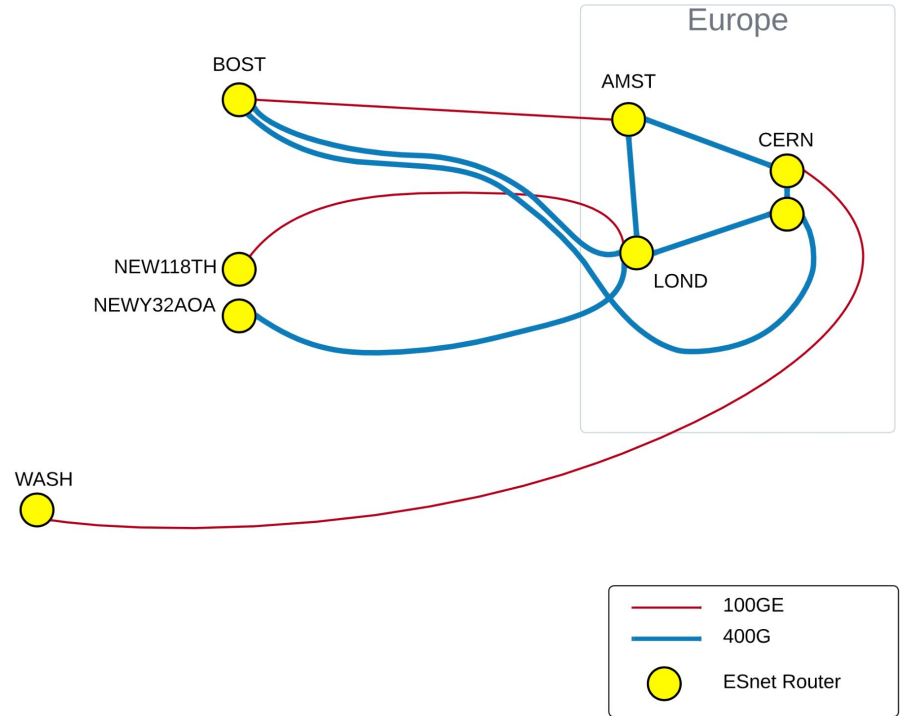 Europe
BOST
AMST
CERN
NEW118TH
LOND
NEWY32AOA
WASH
100GE
400G
ESnet Router